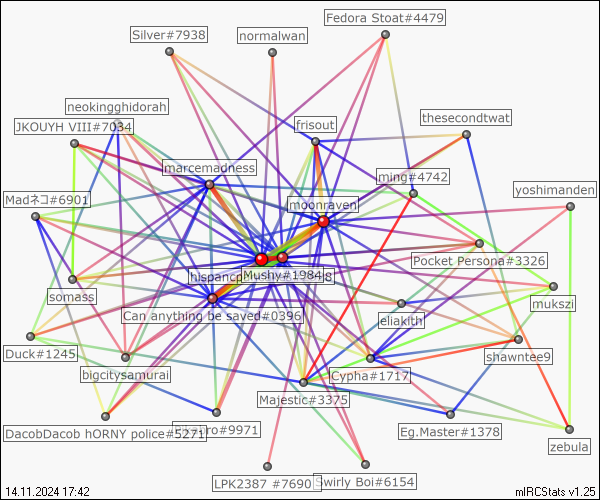 Fedora Stoat#4479
Silver#7938
normalwan
neokingghidorah
thesecondtwat
JKOUYH VIII#7034
frisout
marcemadness
ming#4742
yoshimanden
Madネコ#6901
moonraven
Pocket Persona#3326
Mushy#1984
somass
mukszi
Can anything be saved#0396
eliakith
Duck#1245
shawntee9
bigcitysamurai
Cypha#1717
Majestic#3375
DacobDacob hORNY police#5271
#9971
Eg.Master#1378
zebula
LPK2387 #7690
Swirly Boi#6154
14.11.2024 17:42
mIRCStats v1.25